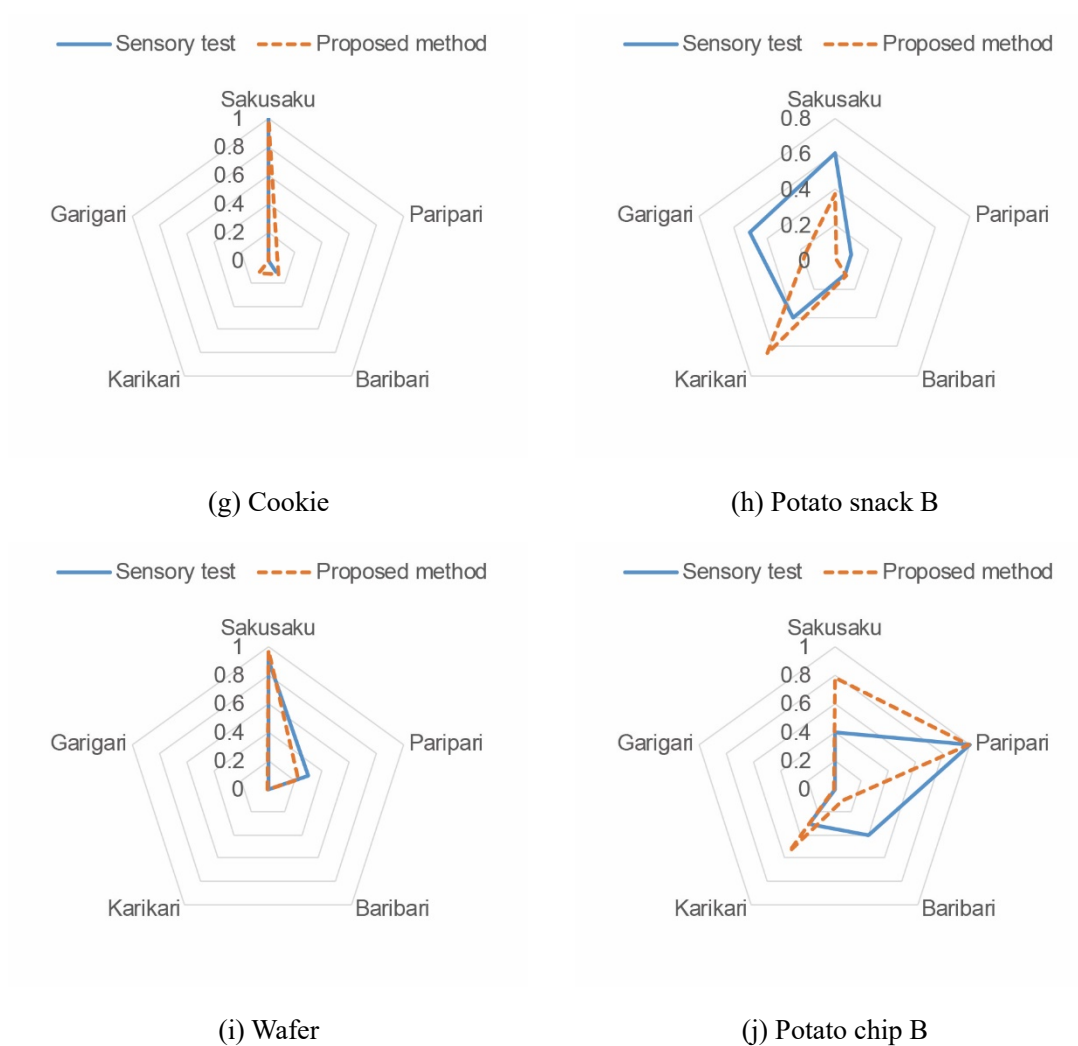 Sensory test Proposed method
Sakusaku
1
0.8
0.6
0.4
0.2
0
Garigari
Paripari
Karikari
Baribari
(g) Cookie
Sensory test Proposed method
Sakusaku
0.8
0.6
0.4
0.2
0
Garigari
Paripari
Karikari
Baribari
(h) Potato snack B
Sensory test Proposed method
Sakusaku
1
0.8
0.6
0.4
0.2
0
Garigari
Paripari
Karikari
Baribari
(i) Wafer
Sensory test Proposed method
Sakusaku
1
0.8
0.6
0.4
0.2
0
Garigari
Paripari
Karikari
Baribari
(j) Potato chip B